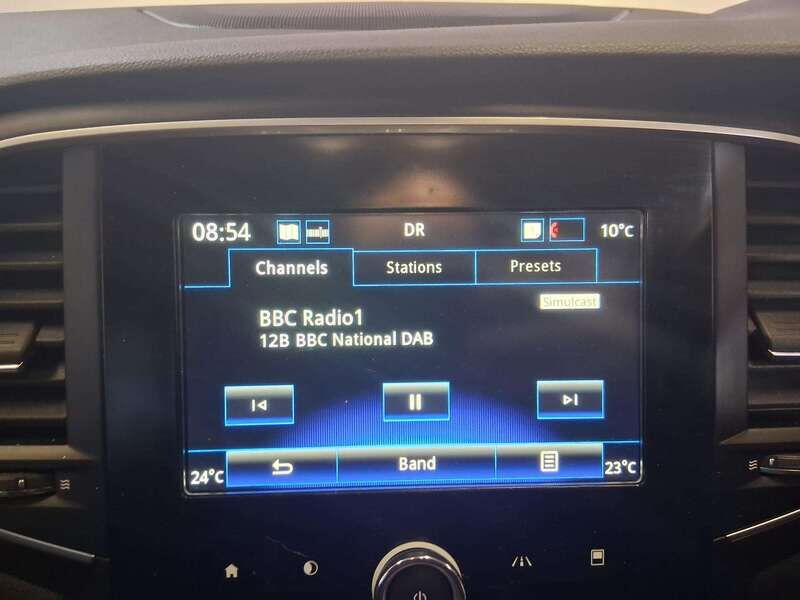 08:54 DR 10°C
Channels Stations Presets
Simulcast
BBC Radio1
12B BBC National DAB
24°C Band 23°C